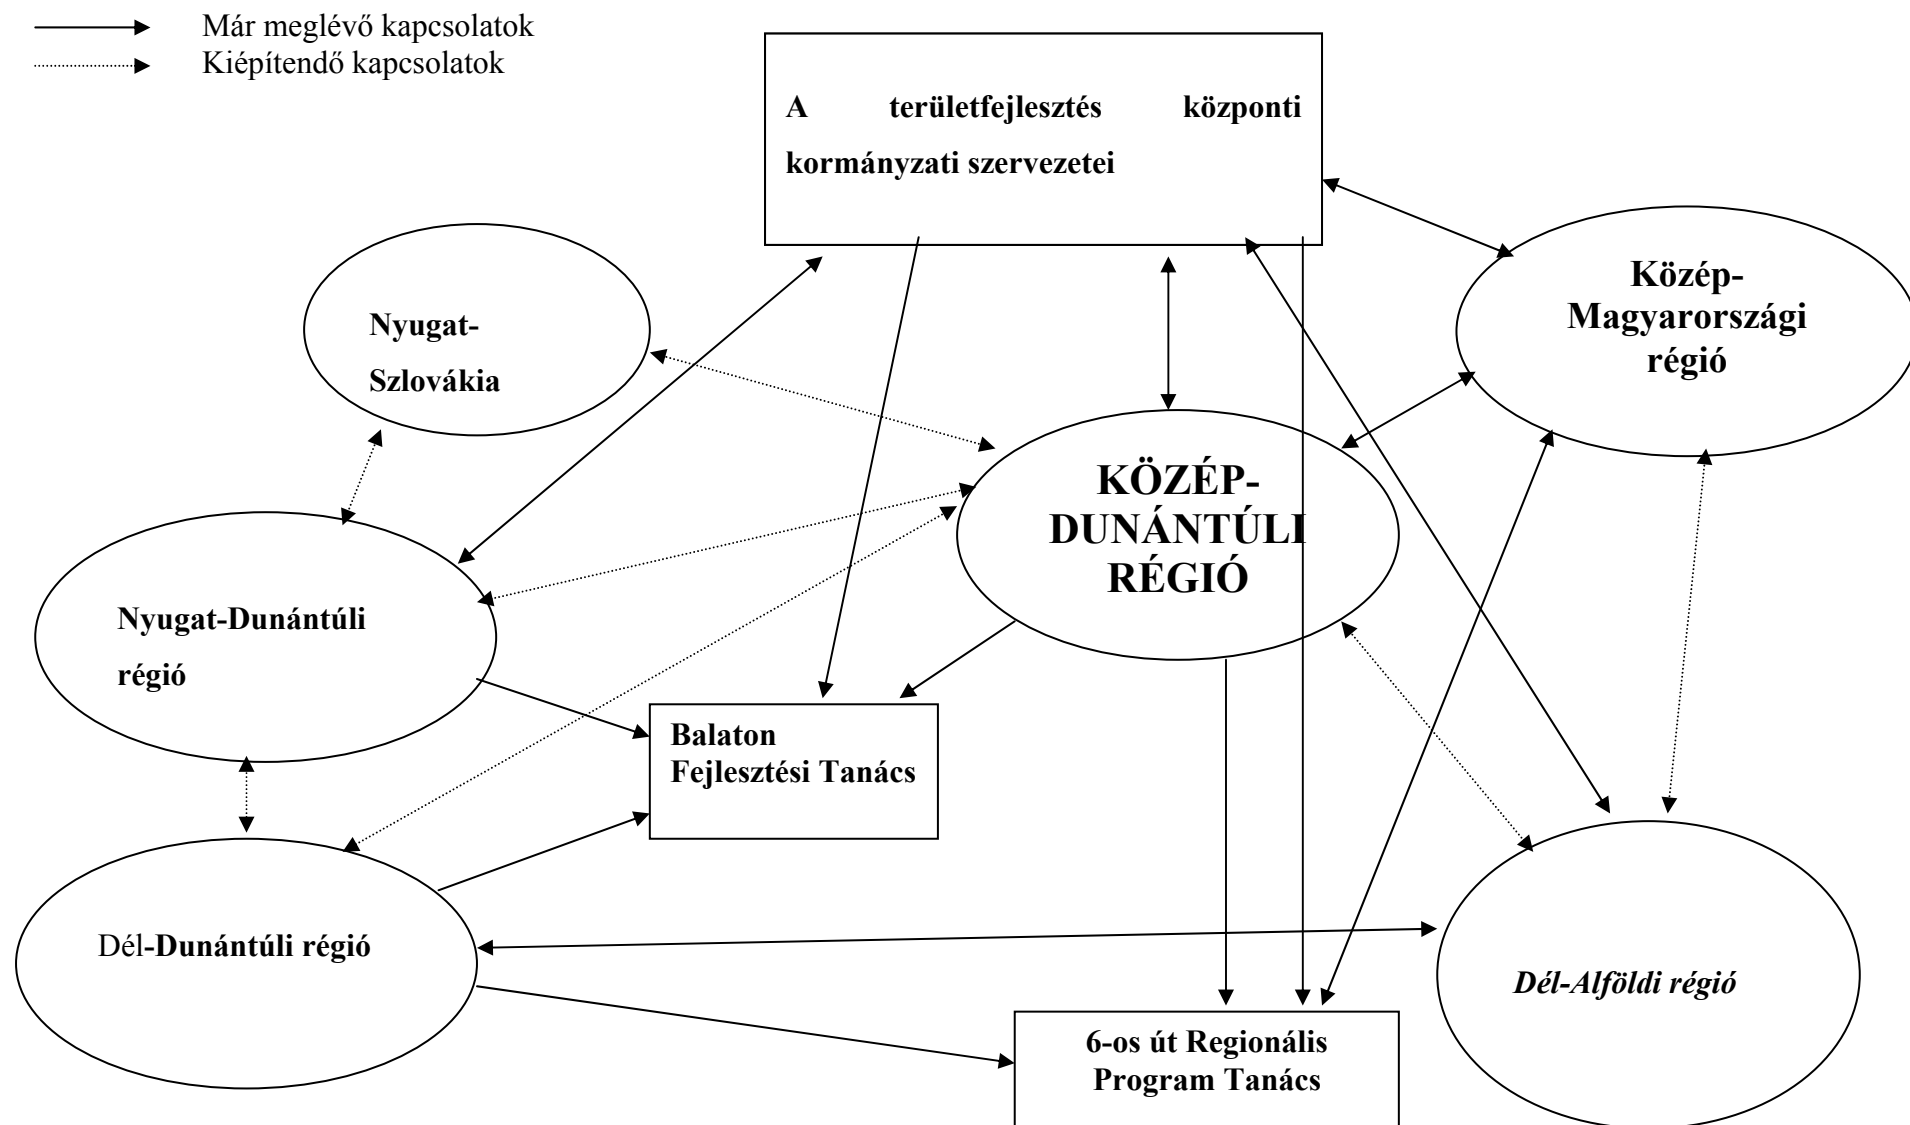 Már meglévő kapcsolatok
Kiépítendő kapcsolatok
A területfejlesztés központi
kormányzati szervezetei
Nyugat-
Szlovákia
Közép-
Magyarországi
régió
KÖZÉP-
DUNÁNTÚLI
RÉGIÓ
Nyugat-Dunántúli
régió
Balaton
Fejlesztési Tanács
Dél-Dunántúli régió
Dél-Alföldi régió
6-os út Regionális
Program Tanács